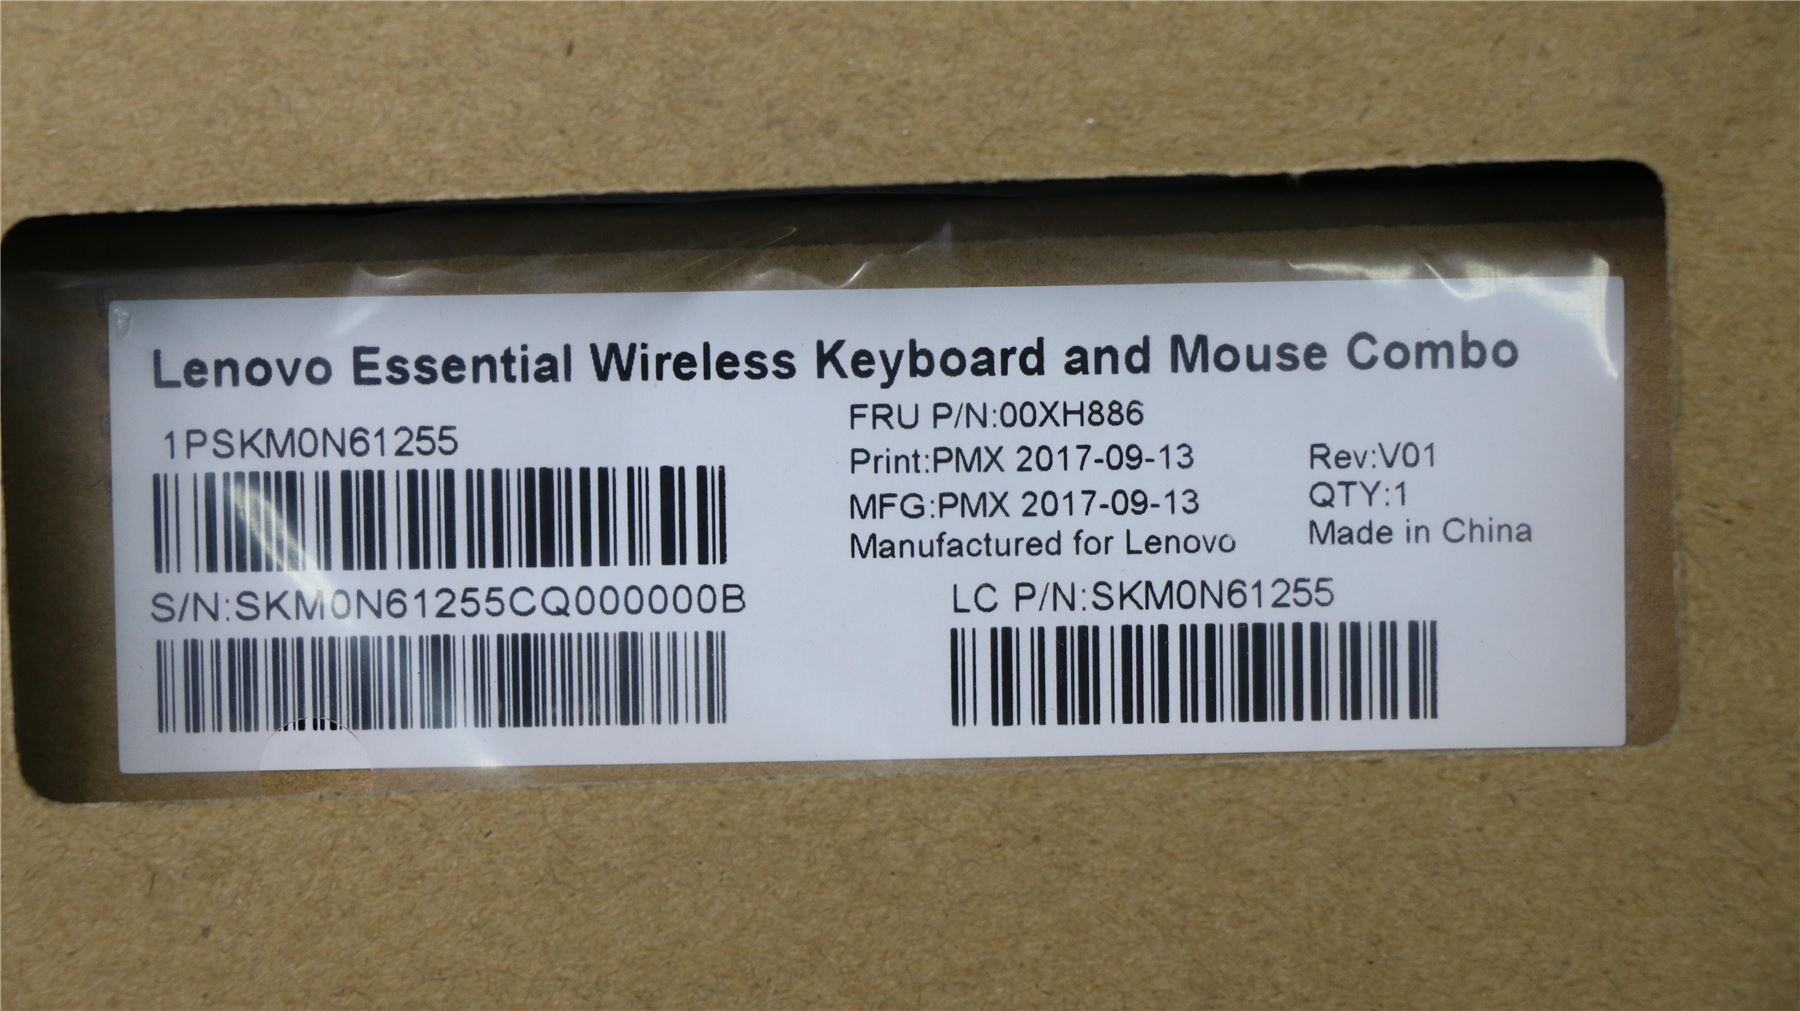 Lenovo Essential Wireless Keyboard and Mouse Combo
1PSKM0N61255
S/N:SKM0N61255CQ000000B
FRU P/N:00XH886
Print:PMX 2017-09-13
MFG:PMX 2017-09-13
Manufactured for Lenovo
Rev:V01
QTY:1
Made in China
LC P/N:SKM0N61255